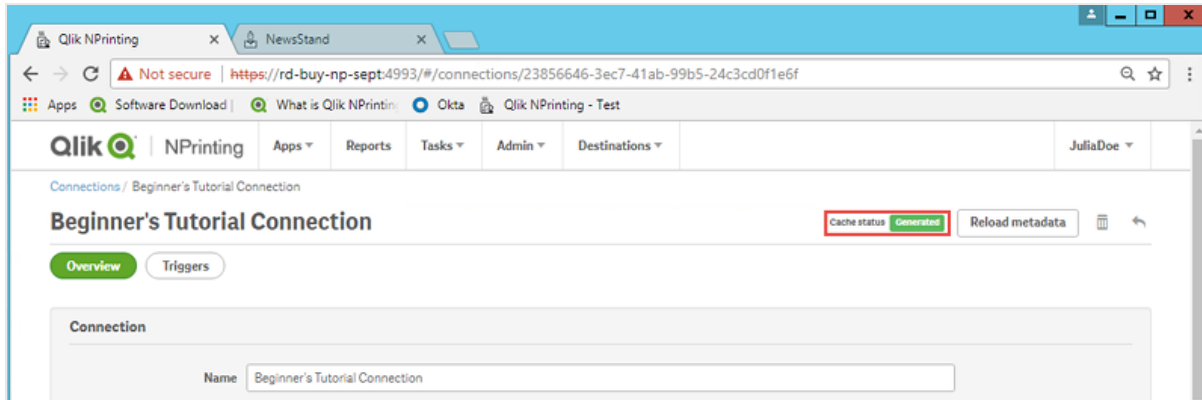 Qlik NPrinting NewsStand
Not secure | https://rd-buy-np-sept:4993/#/connections/23856646-3ec7-41ab-99b5-24c3cd0f1e6f
Apps Software Download | What is Qlik NPrinting Okta Qlik NPrinting - Test
Qlik NPrinting Apps Reports Tasks Admin Destinations JuliaDoe
Connections / Beginner's Tutorial Connection
Beginner's Tutorial Connection Cache status Generated Reload metadata
Overview Triggers
Connection
Name Beginner's Tutorial Connection